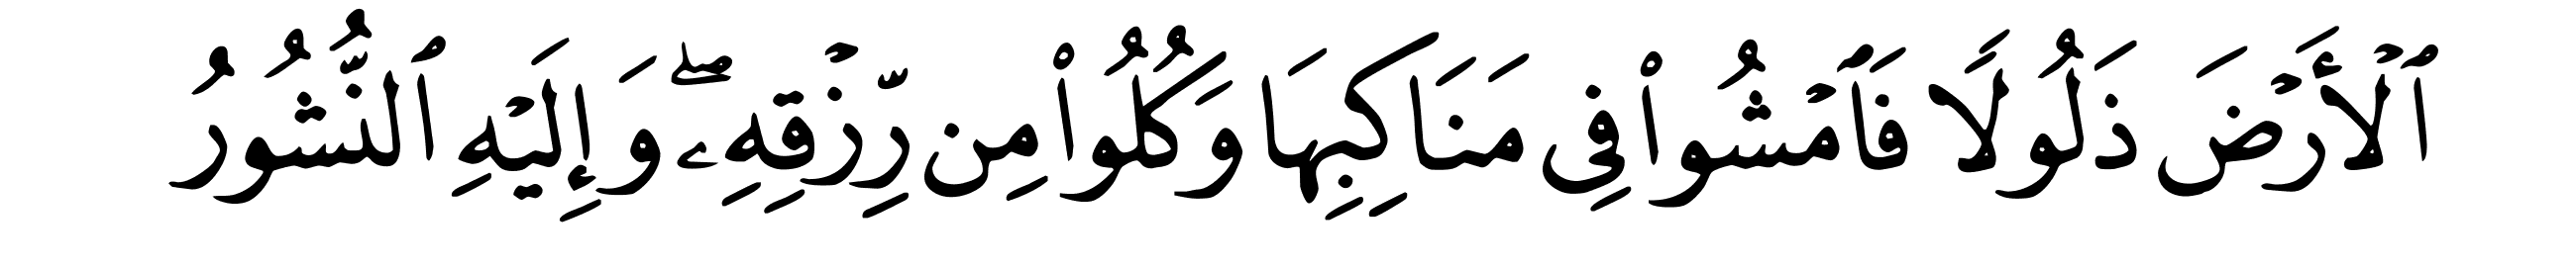 ٱلۡأَرۡضَ ذَلُولٗا فَٱمۡشُواْ فِي مَنَاكِبِهَا وَكُلُواْ مِن رِّزۡقِهِۦۖ وَإِلَيۡهِ ٱلنُّشُورُ